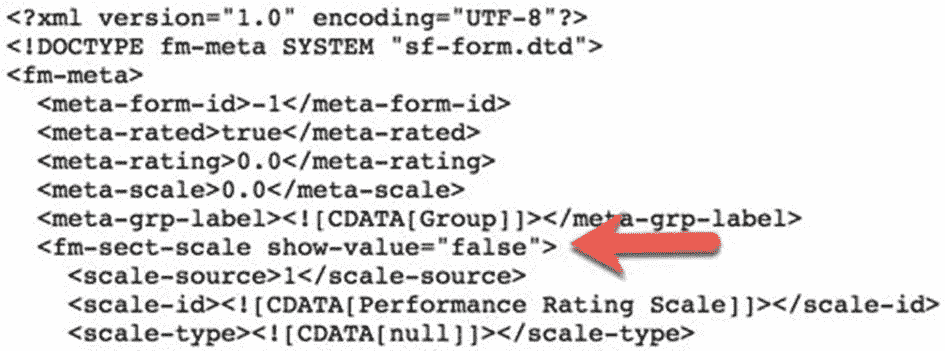 <?xml version="1.0" encoding="UTF-8"?>
<!DOCTYPE fm-meta SYSTEM "sf-form.dtd">
<fm-meta>
<meta-form-id>-1</meta-form-id>
<meta-rated>true</meta-rated>
<meta-rating>0.0</meta-rating>
<meta-scale>0.0</meta-scale>
<meta-grp-label><![CDATA[Group]]></meta-grp-label>
<fm-sect-scale show-value="false">
<scale-source>1</scale-source>
<scale-id><![CDATA[Performance Rating Scale]]></scale-id>
<scale-type><![CDATA[null]]></scale-type>